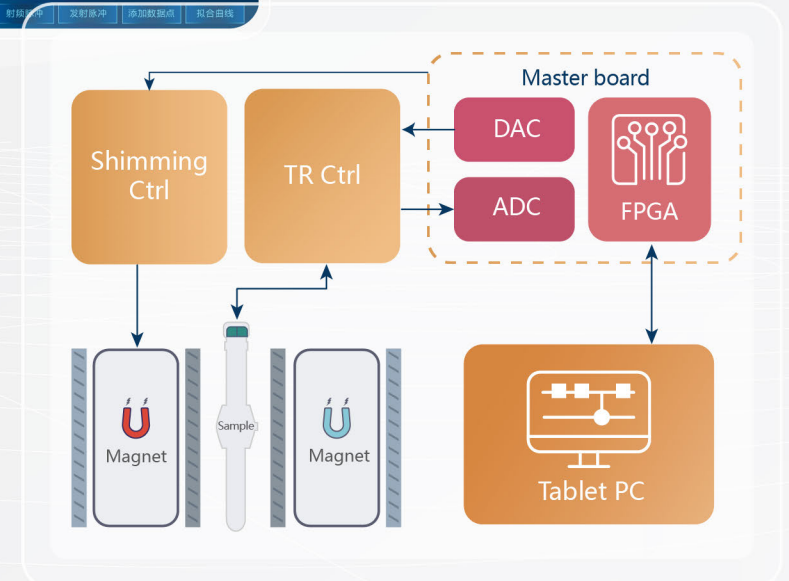 射频脉冲 发射脉冲 添加数据点 拟合曲线
Master board
Shimming
Ctrl
TR Ctrl
DAC
ADC
FPGA
Magnet
Sample
Magnet
Tablet PC